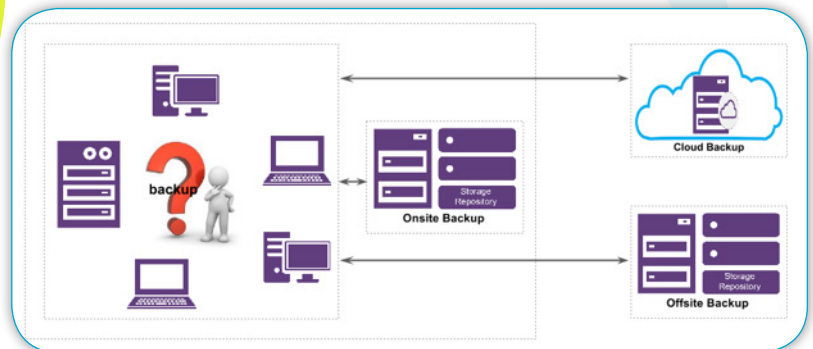 backup
Storage
Repository
Onsite Backup
Cloud Backup
Storage
Repository
Offsite Backup